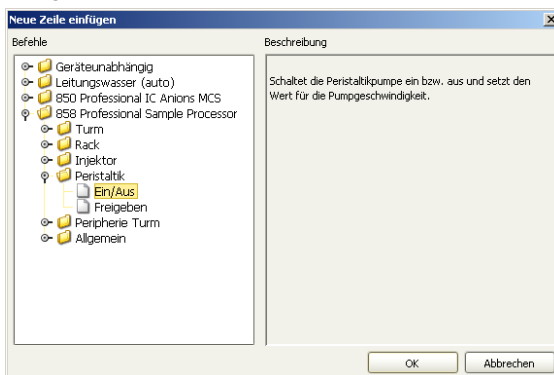 Neue Zeile einfügen
Befehle
Beschreibung
Geräteunabhängig
Leitungswasser (auto)
850 Professional IC Anions MCS
858 Professional Sample Processor
Turm
Rack
Injektor
Peristaltik
Ein/Aus
Freigeben
Peripherie Turm
Allgemein
Schaltet die Peristaltikpumpe ein bzw. aus und setzt den
Wert für die Pumpgeschwindigkeit.
OK
Abbrechen